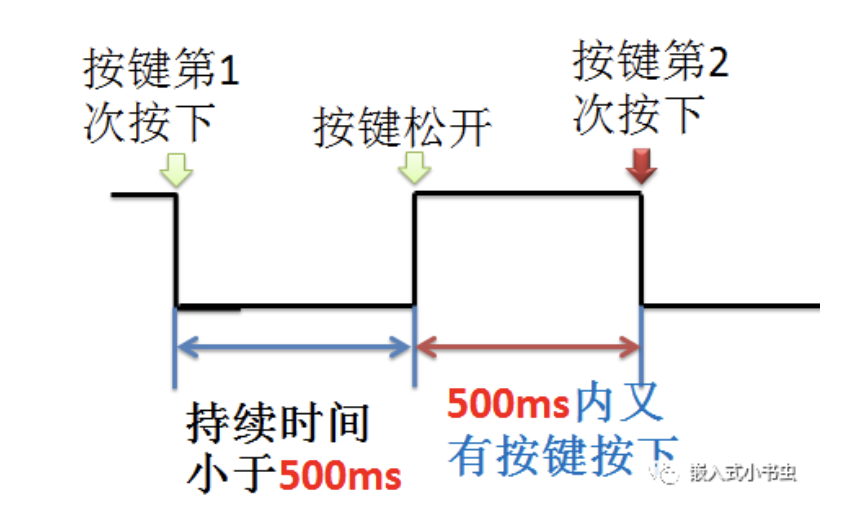 按键第1
次按下
按键松开
按键第2
次按下
持续时间
小于500ms
500ms内又
有按键按下
嵌入式小书虫